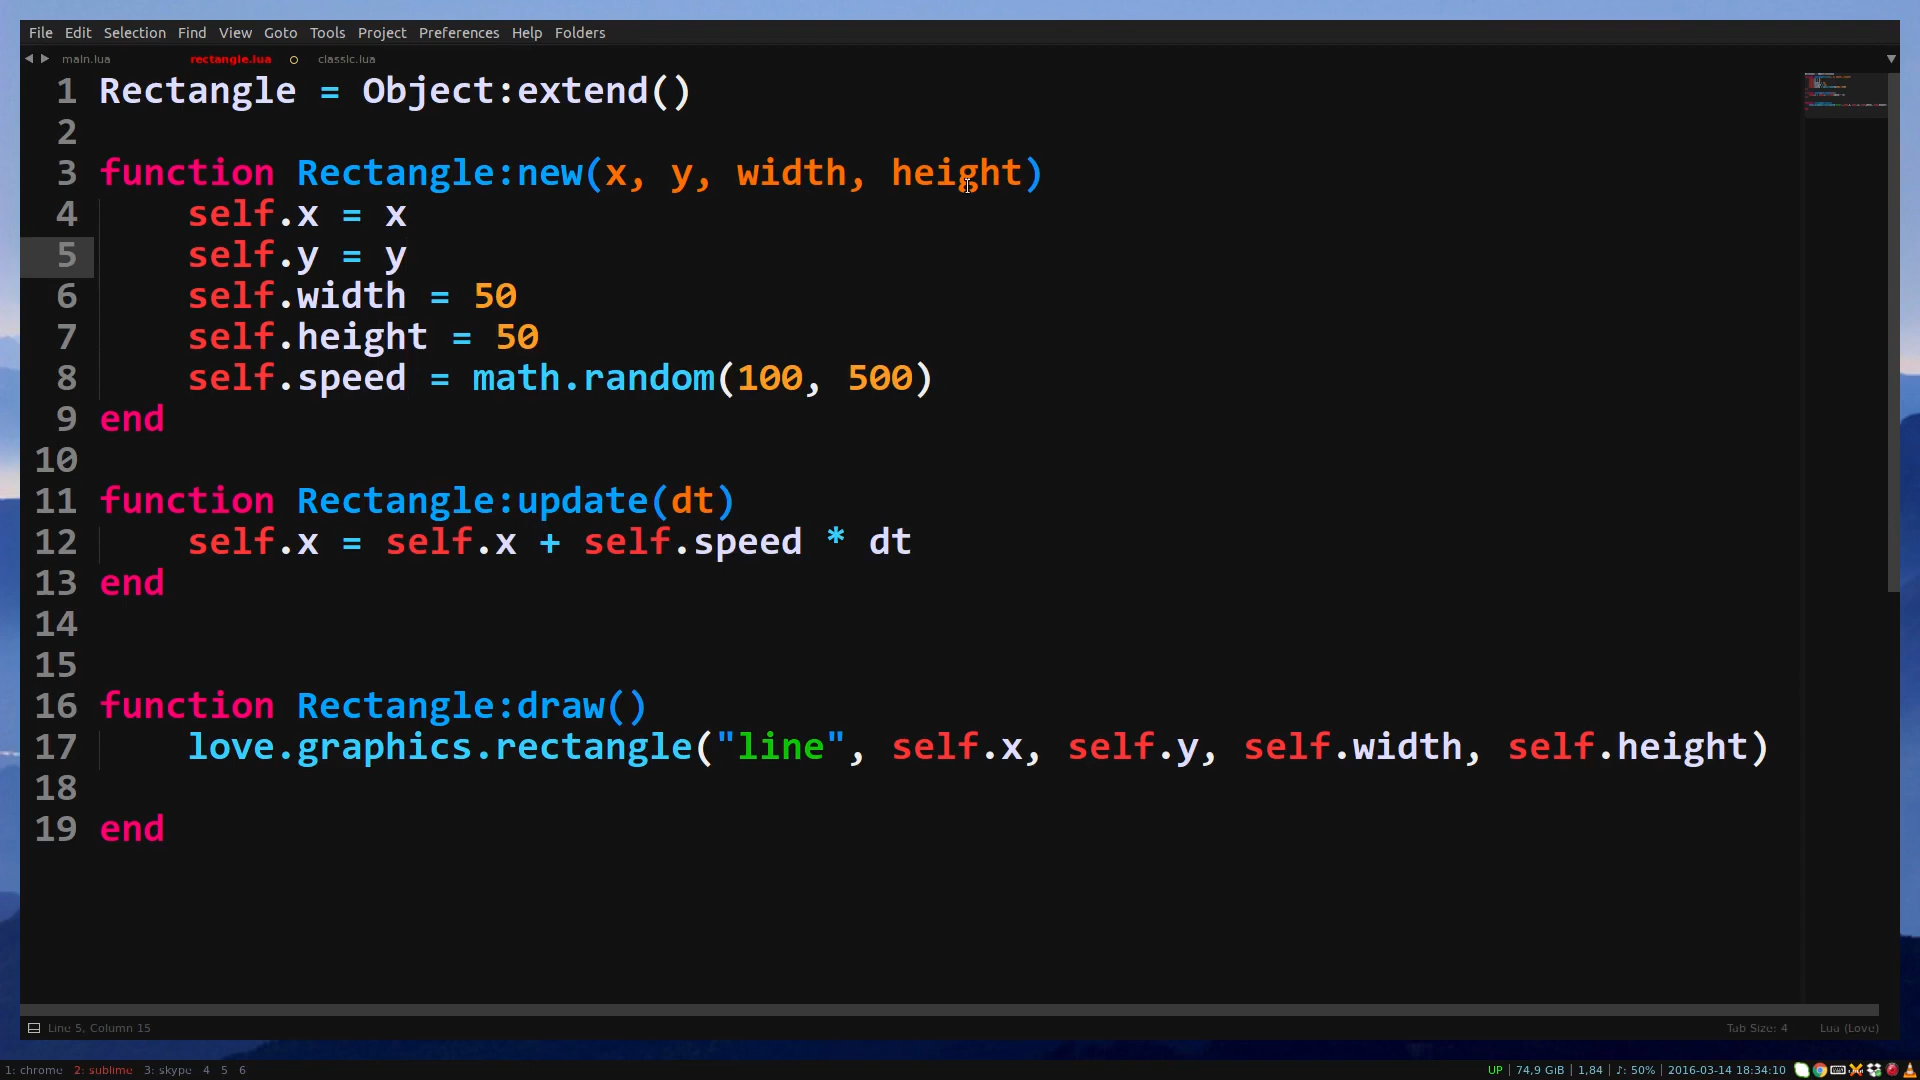 File Edit Selection Find View Goto Tools Project Preferences Help Folders
main.lua rectangle.lua classic.lua
1 Rectangle = Object:extend()
2
3 function Rectangle:new(x, y, width, height)
4 self.x = x
5 self.y = y
6 self.width = 50
7 self.height = 50
8 self.speed = math.random(100, 500)
9 end
10
11 function Rectangle:update(dt)
12 self.x = self.x + self.speed * dt
13 end
14
15
16 function Rectangle:draw()
17 love.graphics.rectangle("line", self.x, self.y, self.width, self.height)
18
19 end
Line 5, Column 15 Tab Size: 4 Lua (Love)
1: chrome 2: sublime 3: skype 4 5 6 UP | 74,9 GiB | 1,84 | ♪: 50% | 2016-03-14 18:34:10